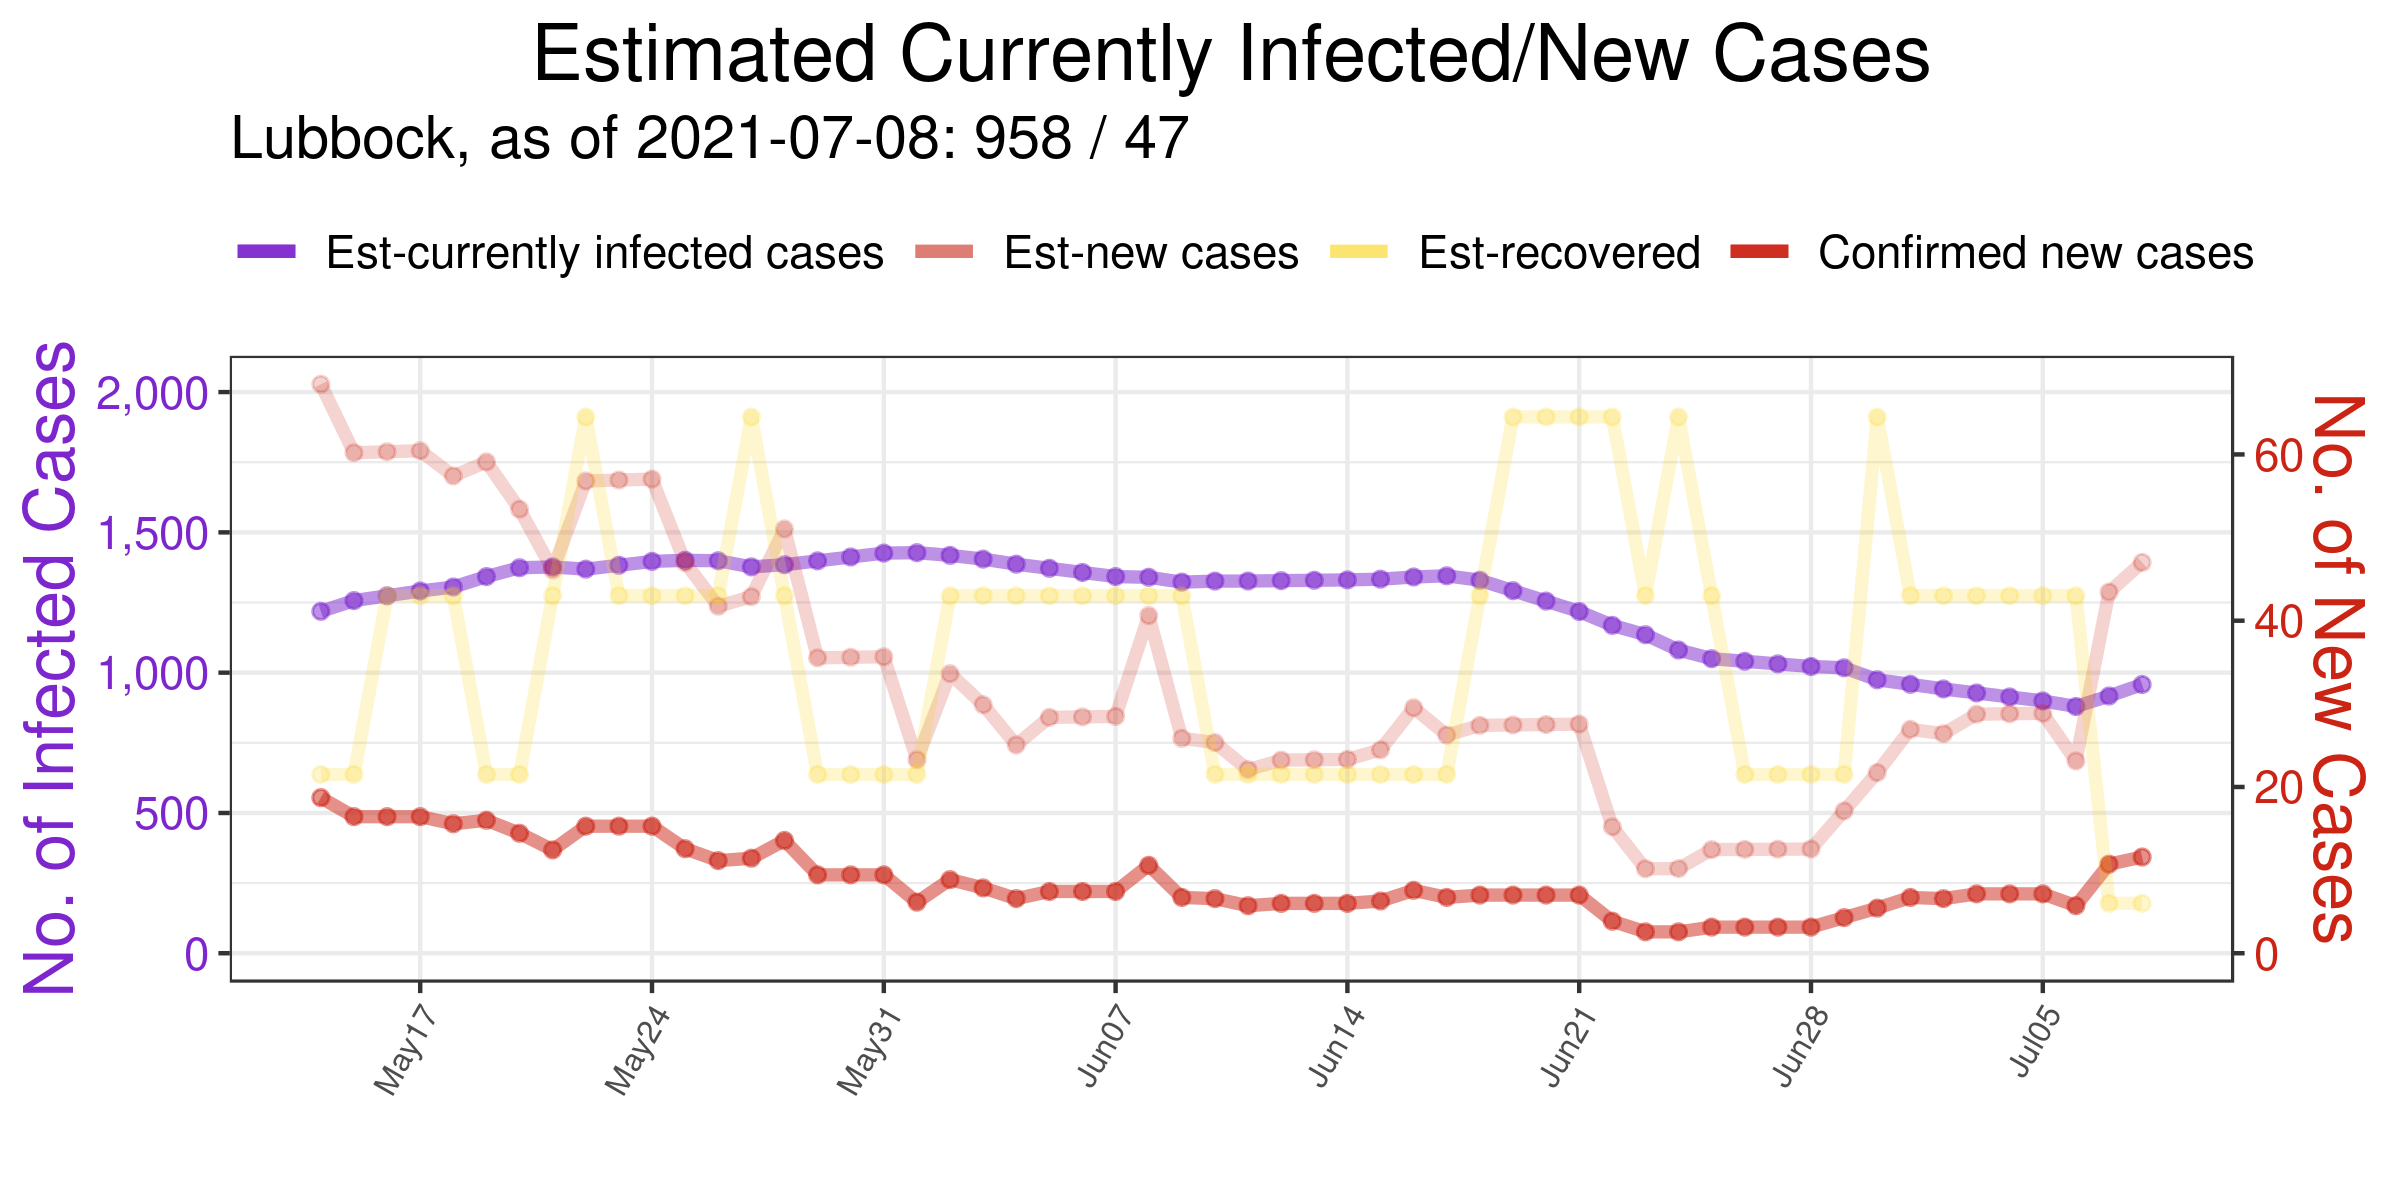 Estimated Currently Infected/New Cases
Lubbock, as of 2021-07-08: 958 / 47
Est-currently infected cases Est-new cases Est-recovered Confirmed new cases
No. of Infected Cases
2,000
1,500
1,000
500
0
60
40
20
0
No. of New Cases
May17 May24 May31 Jun07 Jun14 Jun21 Jun28 Jul05